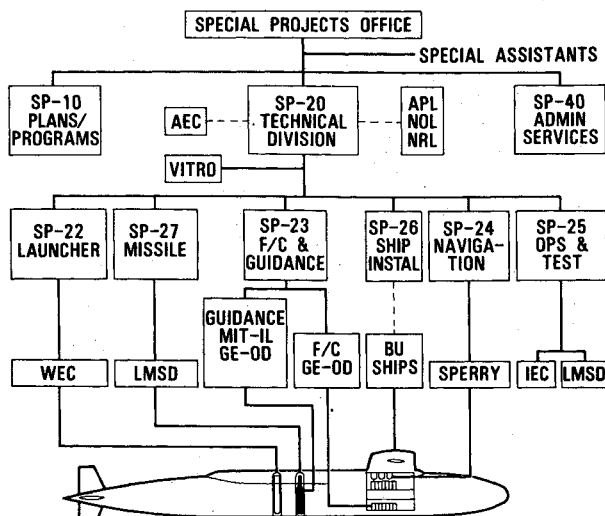 SPECIAL PROJECTS OFFICE
SPECIAL ASSISTANTS
SP-10
PLANS/
PROGRAMS
AEC
SP-20
TECHNICAL
DIVISION
APL
NOL
NRL
SP-40
ADMIN
SERVICES
VITRO
SP-22
LAUNCHER
SP-27
MISSILE
SP-23
F/C &
GUIDANCE
SP-26
SHIP
INSTAL
SP-24
NAVIGA-
TION
SP-25
OPS &
TEST
GUIDANCE
MIT-IL
GE-OD
F/C
GE-OD
BU
SHIPS
WEC
LMSD
SPERRY
IEC
LMSD